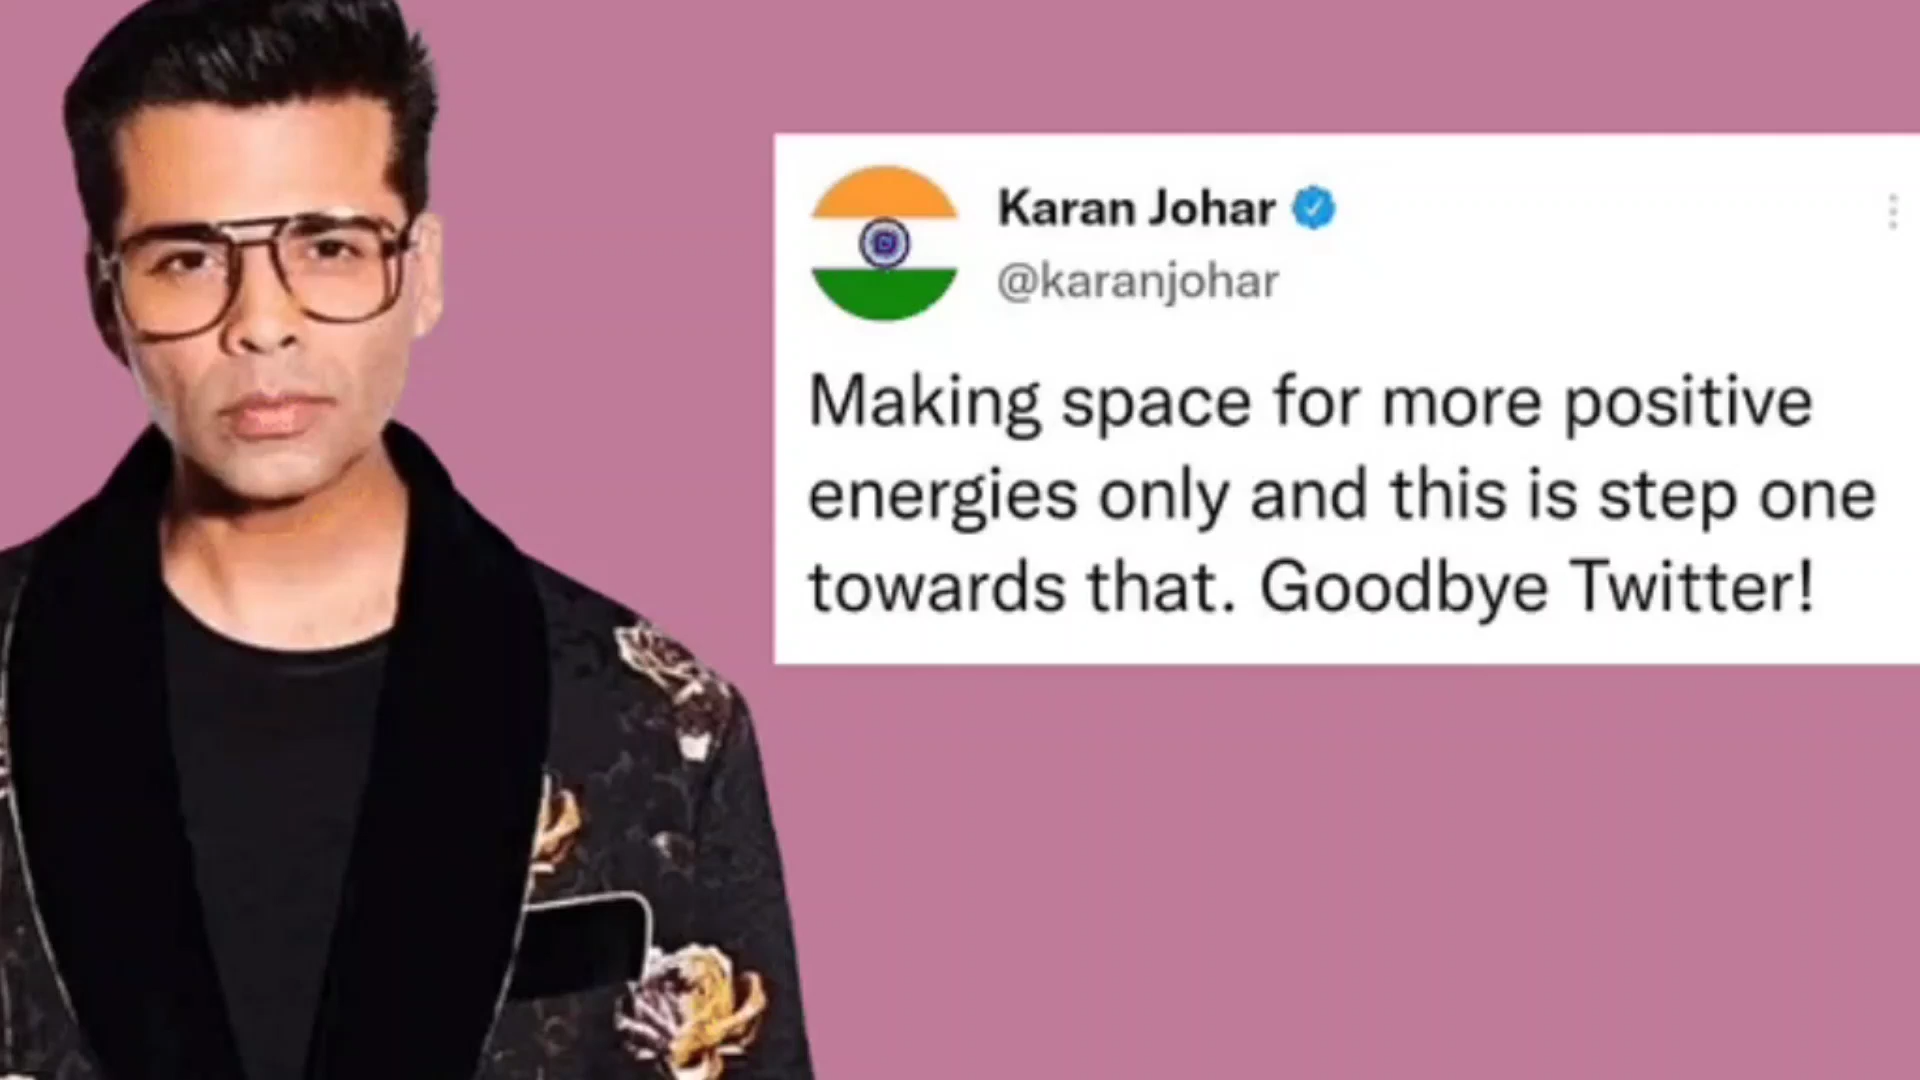 Karan Johar
@karanjohar
Making space for more positive
energies only and this is step one
towards that. Goodbye Twitter!